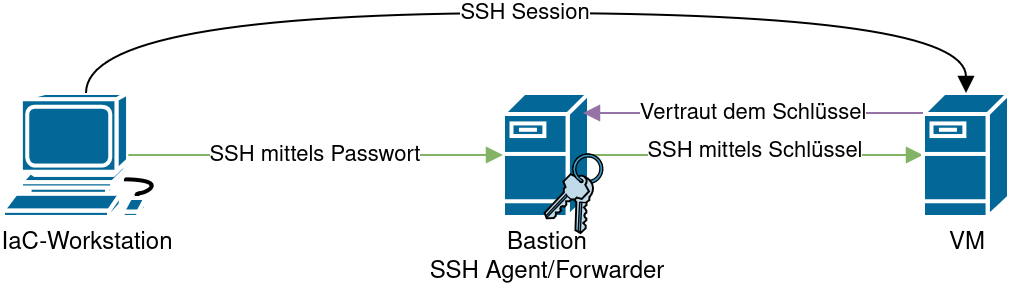 SSH Session
Vertraut dem Schlüssel
SSH mittels Passwort
SSH mittels Schlüssel
IaC-Workstation
Bastion
SSH Agent/Forwarder
VM